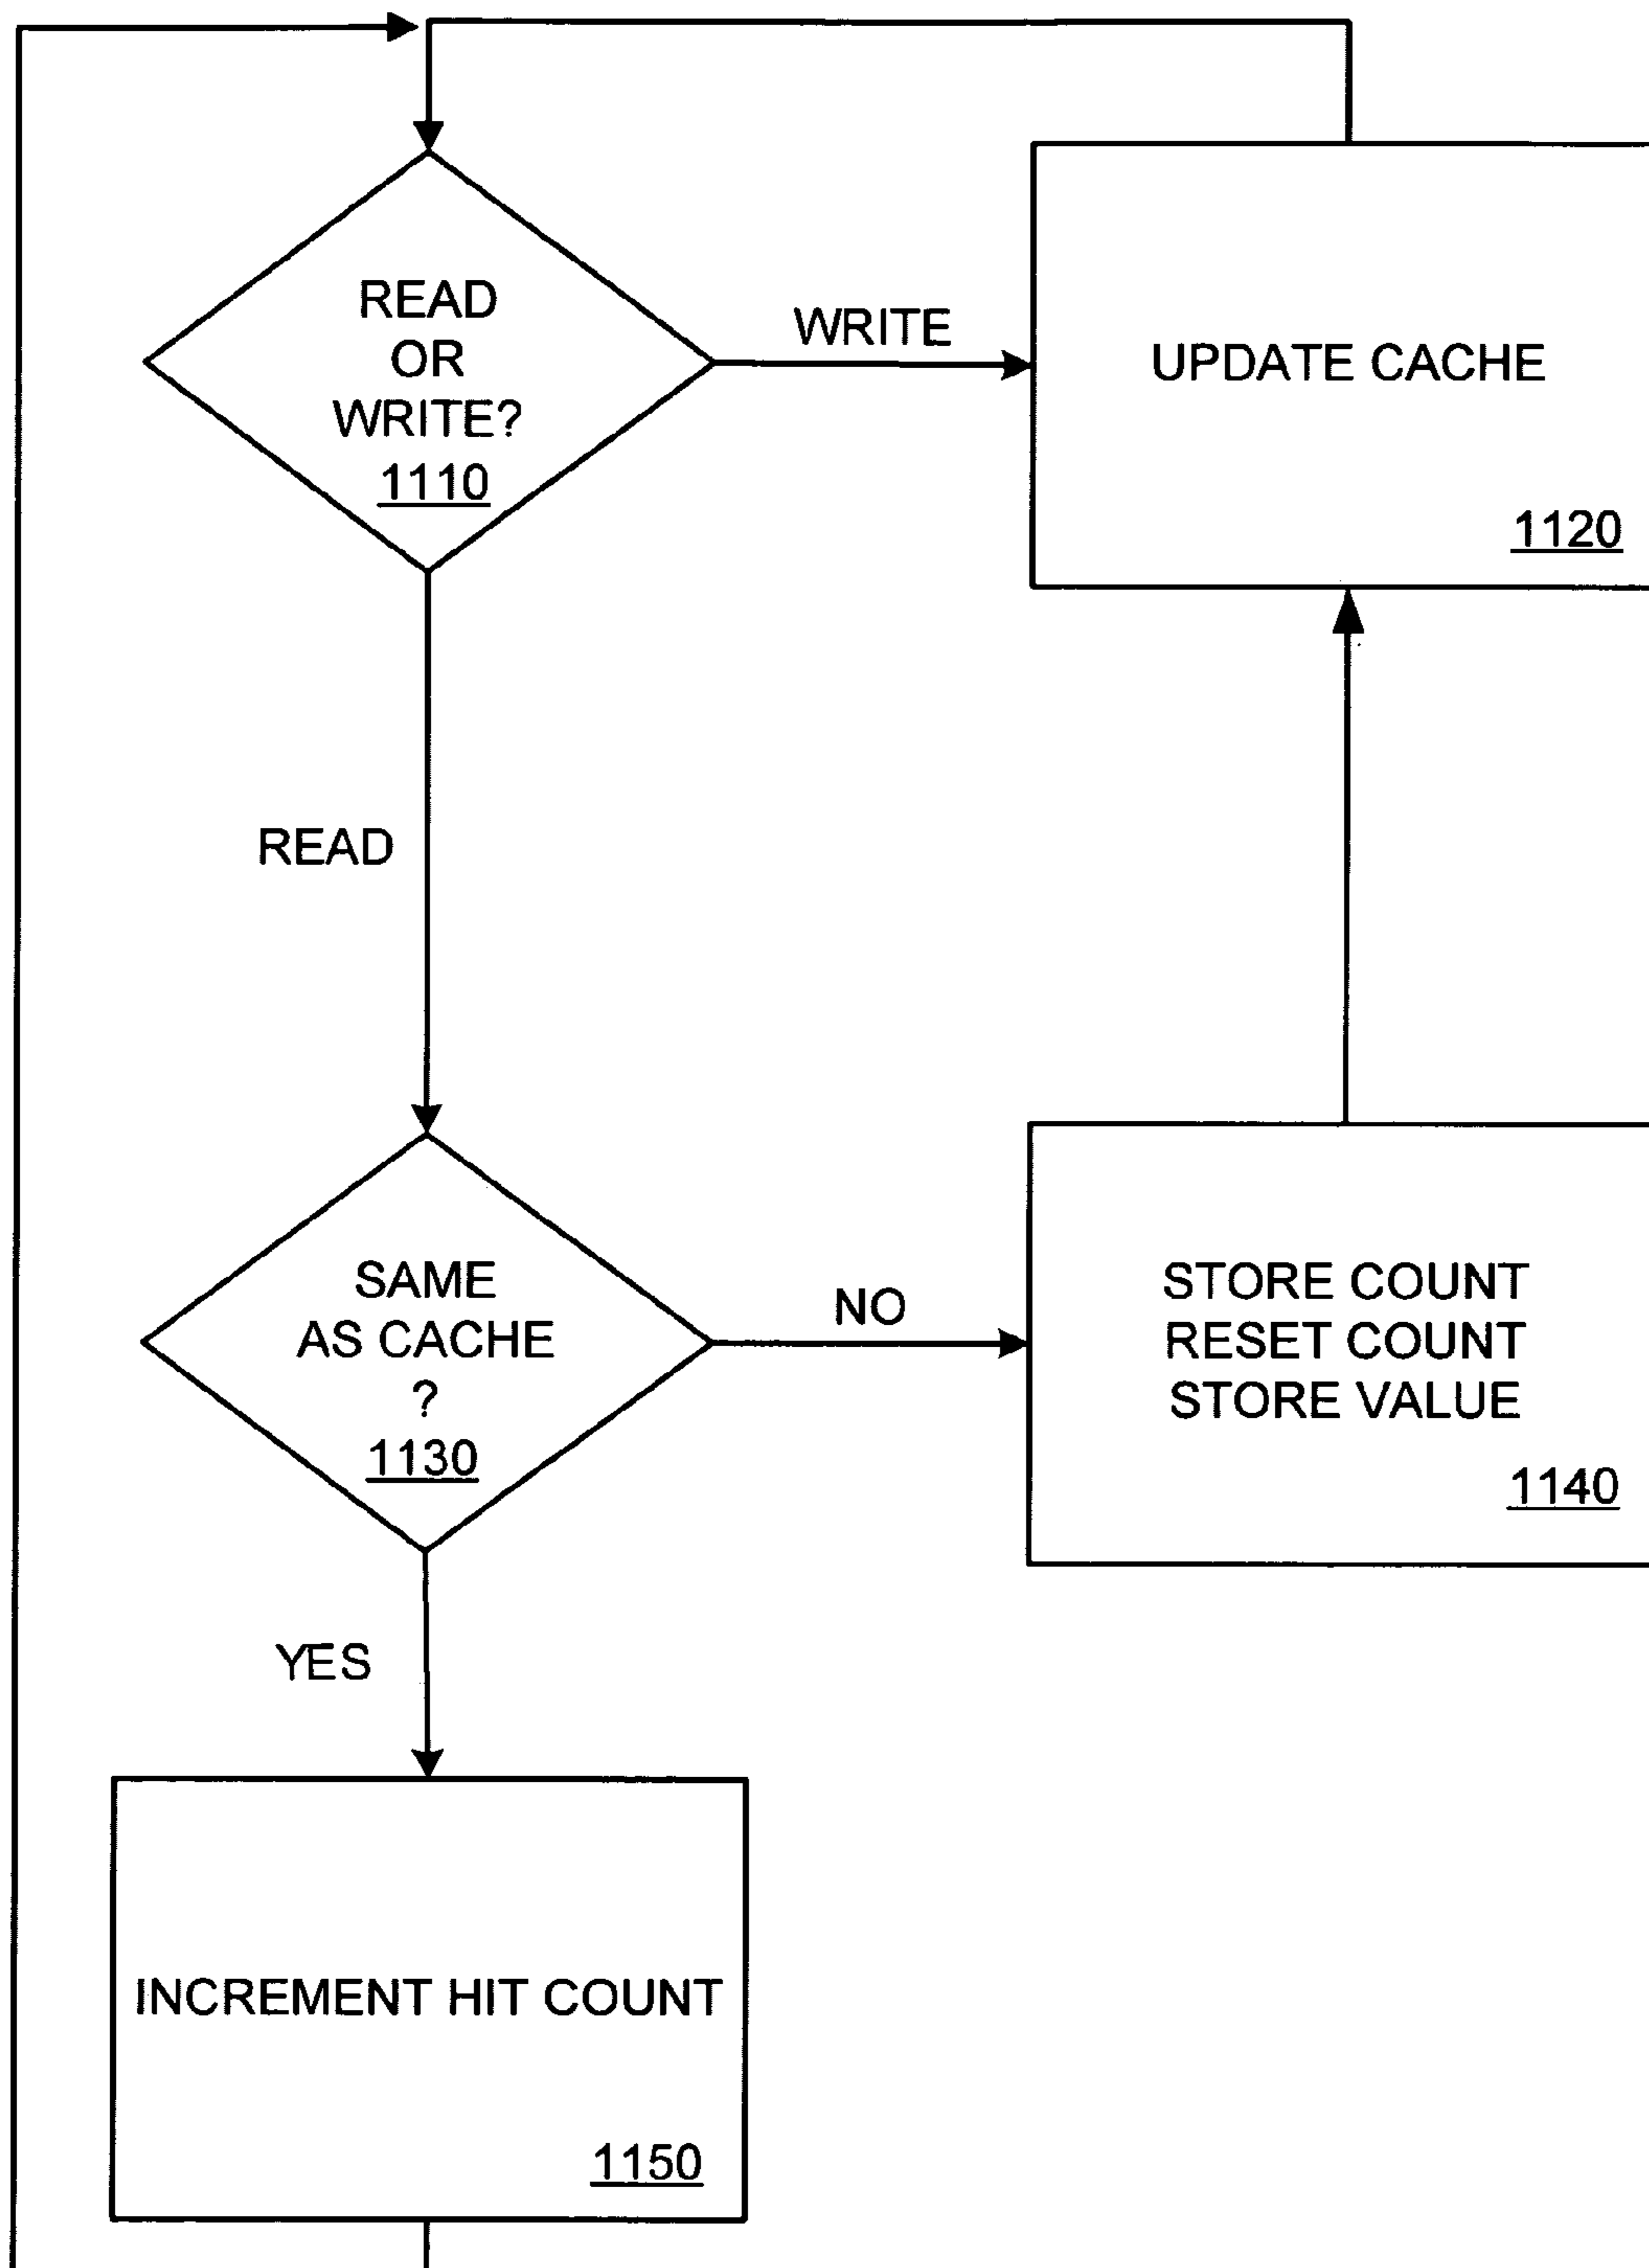 READ
OR
WRITE?
1110
WRITE
UPDATE CACHE
1120
READ
SAME
AS CACHE
?
1130
NO
STORE COUNT
RESET COUNT
STORE VALUE
1140
YES
INCREMENT HIT COUNT
1150